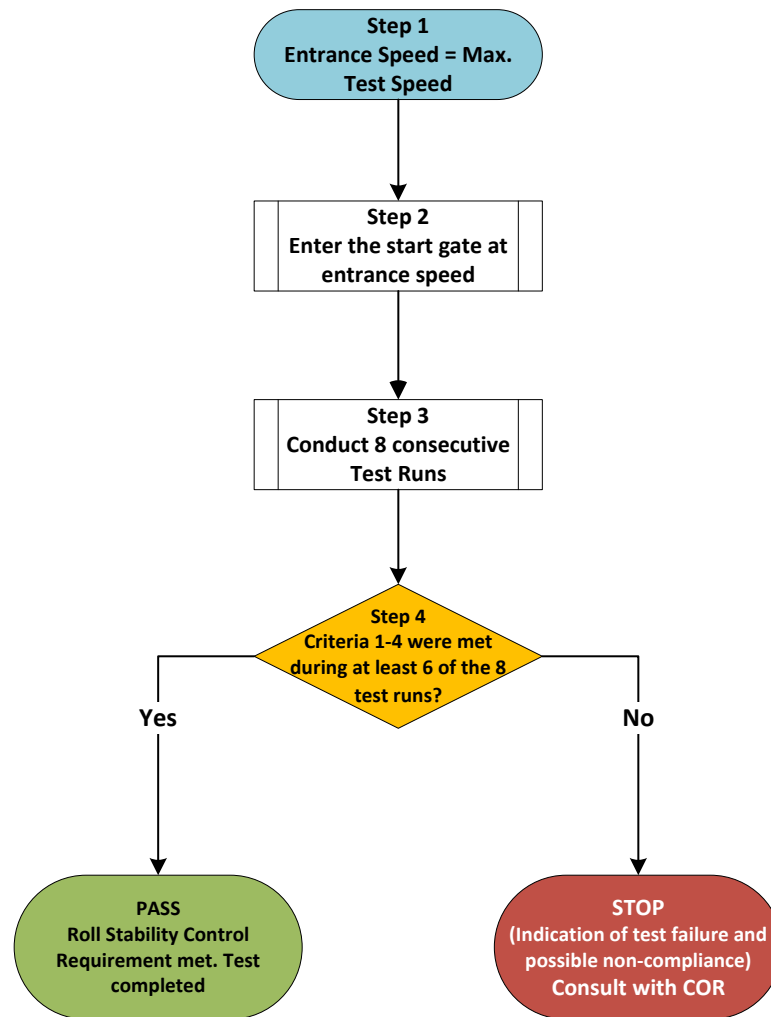 Step 1
Entrance Speed = Max.
Test Speed
Step 2
Enter the start gate at
entrance speed
Step 3
Conduct 8 consecutive
Test Runs
Step 4
Criteria 1-4 were met
during at least 6 of the 8
test runs?
Yes
No
PASS
Roll Stability Control
Requirement met. Test
completed
STOP
(Indication of test failure and
possible non-compliance)
Consult with COR